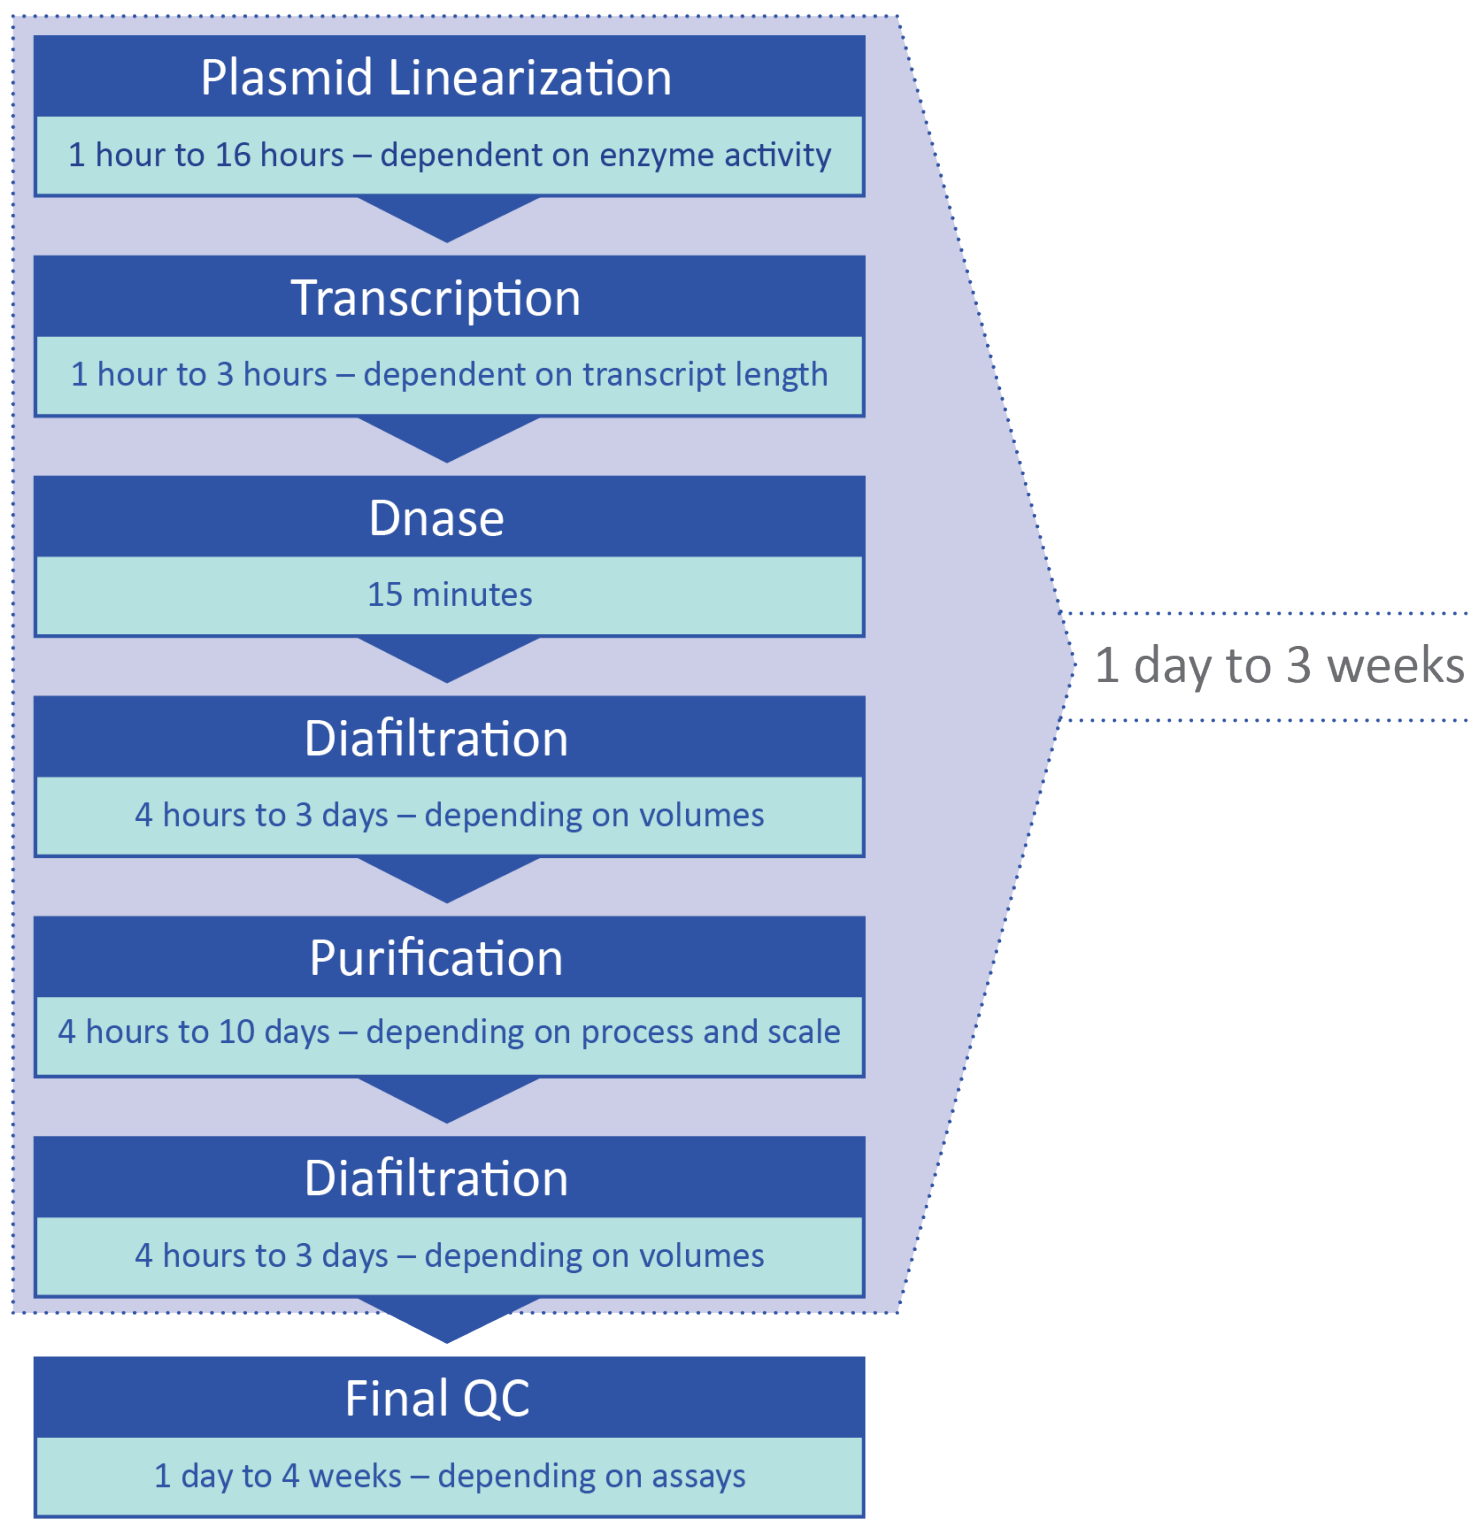 Plasmid Linearization
1 hour to 16 hours – dependent on enzyme activity
Transcription
1 hour to 3 hours – dependent on transcript length
Dnase
15 minutes
Diafiltration
4 hours to 3 days – depending on volumes
Purification
4 hours to 10 days – depending on process and scale
Diafiltration
4 hours to 3 days – depending on volumes
Final QC
1 day to 4 weeks – depending on assays
1 day to 3 weeks